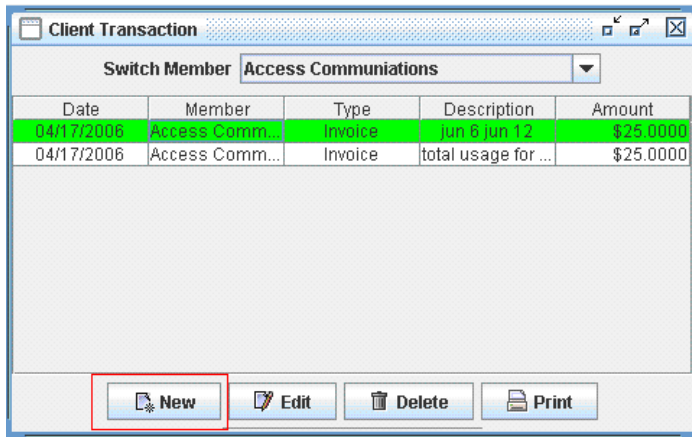 Client Transaction
Switch Member Access Communiations
Date Member Type Description Amount
04/17/2006 Access Comm... Invoice jun 6 jun 12 $25.0000
04/17/2006 Access Comm... Invoice total usage for ... $25.0000
New Edit Delete Print